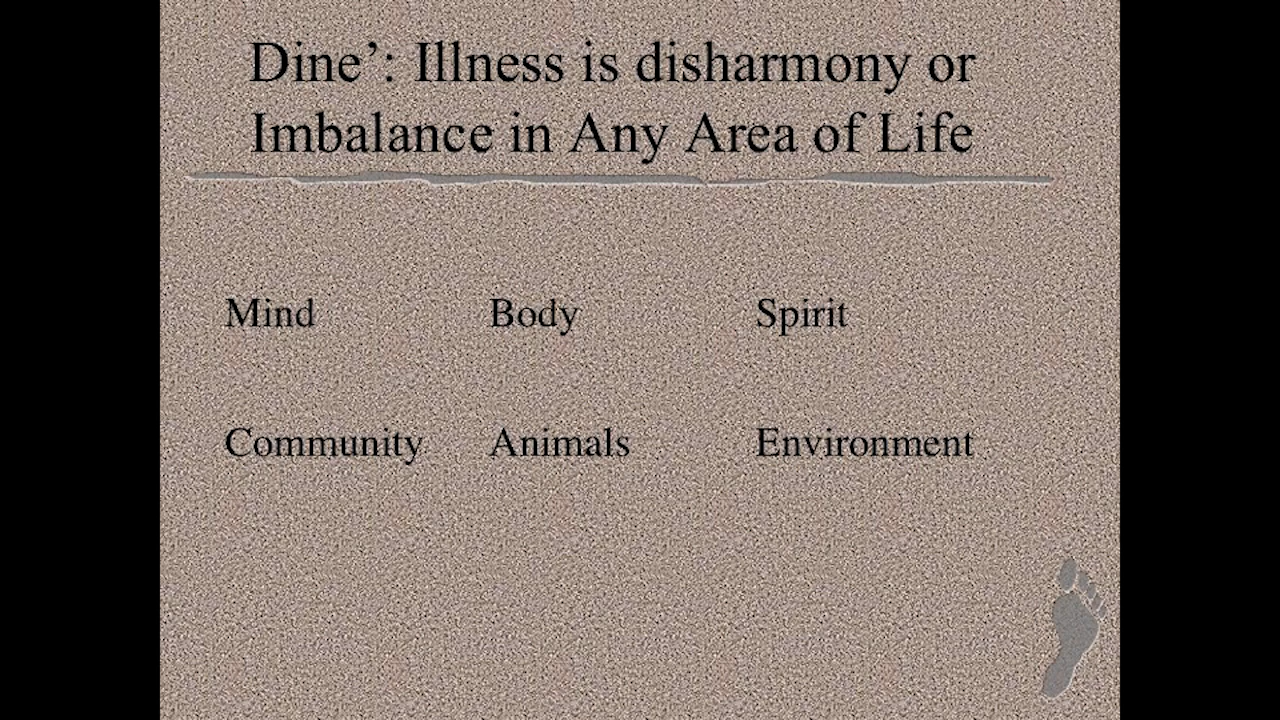 Dine’: Illness is disharmony or
Imbalance in Any Area of Life
Mind Body Spirit
Community Animals Environment